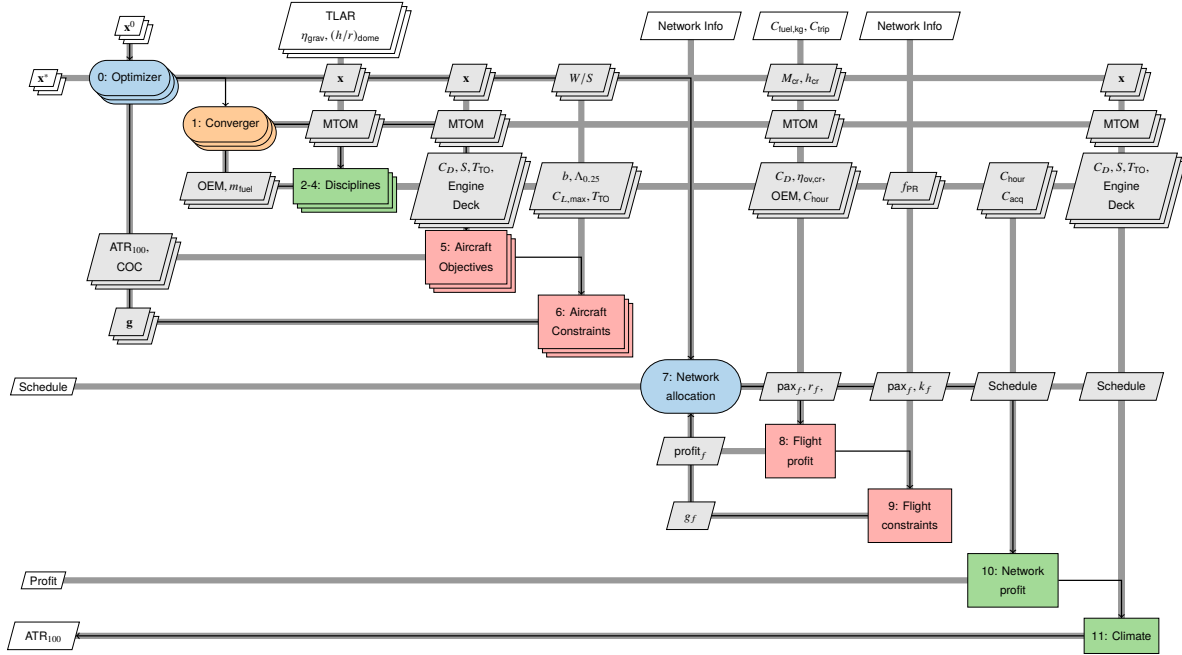 TLAR
η_grav, (h/r)_dome
Network Info
C_fuel,kg, C_trip
Network Info
x⁰
x*
0: Optimizer
x
x
W/S
M_cr, h_cr
x
1: Converger
MTOM
MTOM
MTOM
MTOM
OEM, m_fuel
2-4: Disciplines
C_D, S, T_TO,
Engine
Deck
b, Λ_0.25
C_L,max, T_TO
C_D, η_ov,cr,
OEM, C_hour
f_PR
C_hour
C_acq
C_D, S, T_TO,
Engine
Deck
ATR₁₀₀,
COC
5: Aircraft
Objectives
g
6: Aircraft
Constraints
Schedule
7: Network
allocation
pax_f, r_f,
pax_f, k_f
Schedule
Schedule
profit_f
8: Flight
profit
g_f
9: Flight
constraints
Profit
10: Network
profit
ATR₁₀₀
11: Climate